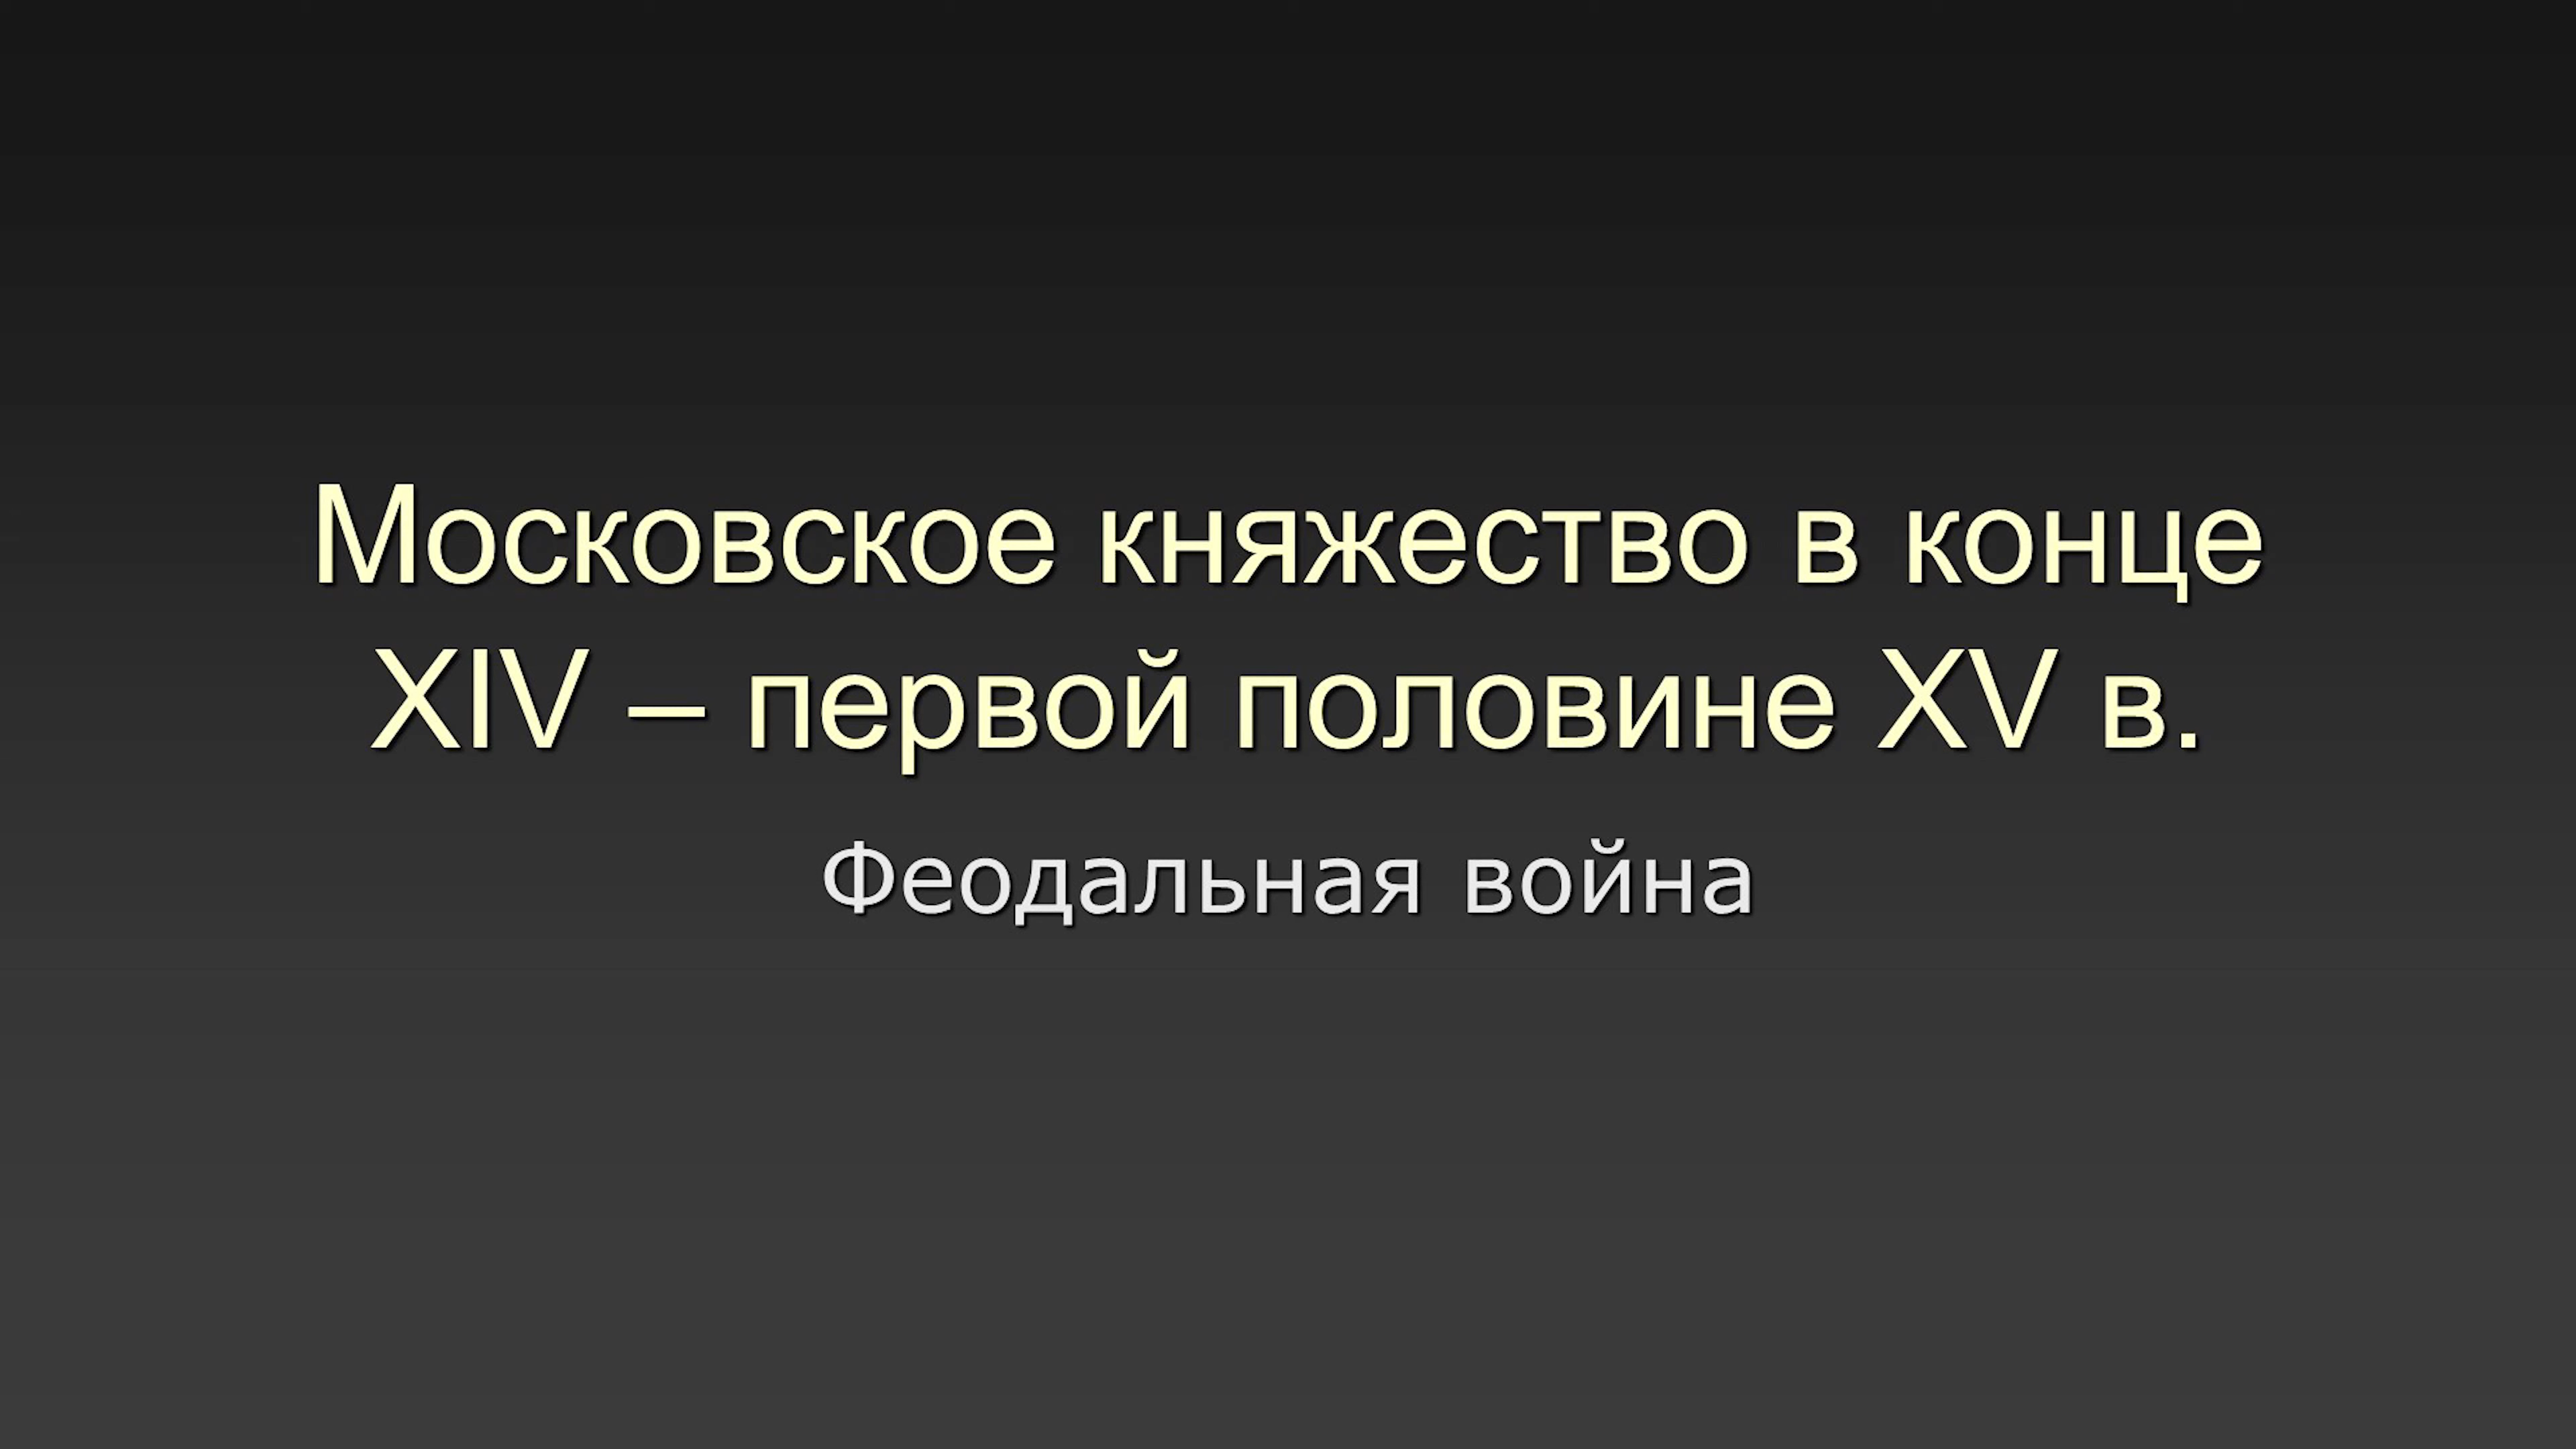 Московское княжество в конце
XIV – первой половине XV в.
Феодальная война